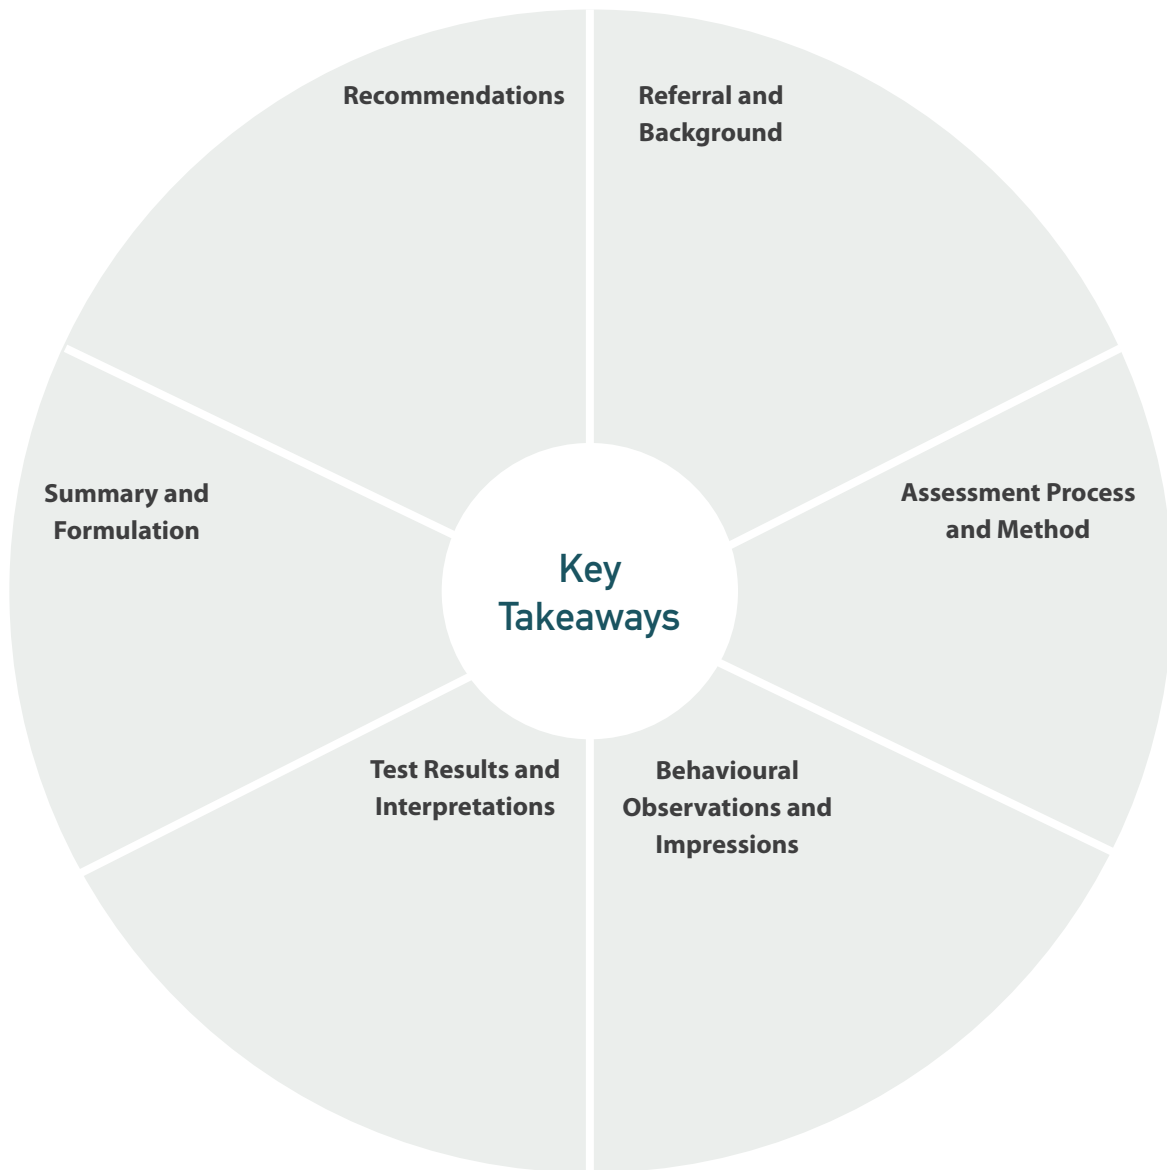 Recommendations
Referral and
Background
Summary and
Formulation
Assessment Process
and Method
Key
Takeaways
Test Results and
Interpretations
Behavioural
Observations and
Impressions